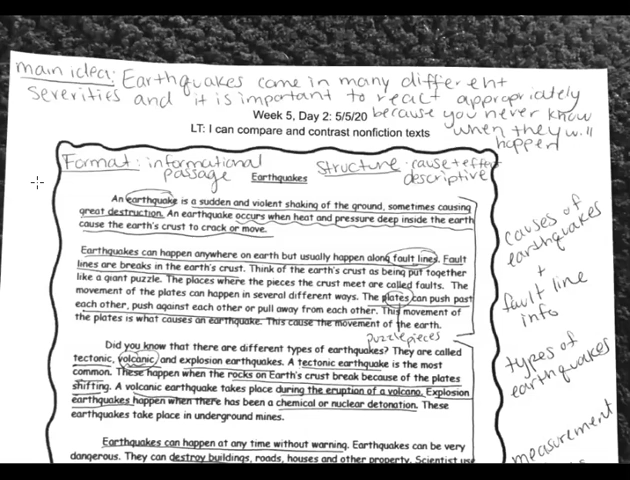 main idea: Earthquakes come in many different
severities and it is important to react appropriately
because you never know
when they will
happen
Week 5, Day 2: 5/5/20
LT: I can compare and contrast nonfiction texts
Format: informational
passage
Structure: cause + effect
descriptive
Earthquakes
An earthquake is a sudden and violent shaking of the ground, sometimes causing
great destruction. An earthquake occurs when heat and pressure deep inside the earth
cause the earth's crust to crack or move.
Earthquakes can happen anywhere on earth but usually happen along fault lines. Fault
lines are breaks in the earth's crust. Think of the earth's crust as being put together
like a giant puzzle. The places where the pieces the crust meet are called faults. The
movement of the plates can happen in several different ways. The plates can push past
each other, push against each other or pull away from each other. This movement of
the plates is what causes an earthquake. This cause the movement of the earth.
puzzle pieces
causes of
earthquakes
+
fault line
info
Did you know that there are different types of earthquakes? They are called
tectonic, volcanic and explosion earthquakes. A tectonic earthquake is the most
common. These happen when the rocks on Earth's crust break because of the plates
shifting. A volcanic earthquake takes place during the eruption of a volcano. Explosion
earthquakes happen when there has been a chemical or nuclear detonation. These
earthquakes take place in underground mines.
types of
earthquakes
Earthquakes can happen at any time without warning. Earthquakes can be very
dangerous. They can destroy buildings, roads, houses and other property. Scientist use
measurement